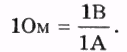 1Ом = 1В/1А.